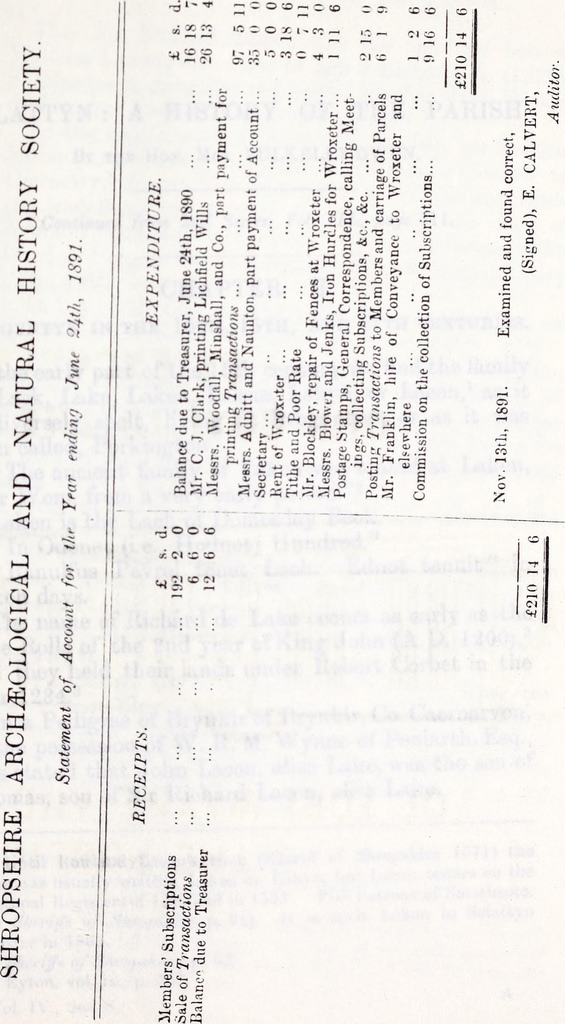 SHROPSHIRE ARCHÆOLOGICAL AND NATURAL HISTORY SOCIETY.
Statement of Account for the Year ending June 24th, 1891.
RECEIPTS.
£ s. d.
Members' Subscriptions ... ... 192 2 2
Sale of Transactions ... ... 6 6 2
Balance due to Treasurer ... ... 12 6 2
£210 14 6
EXPENDITURE.
£ s. d.
Balance due to Treasurer, June 24th, 1890 ... 16 18 7
Mr. C. J. Clark, printing Lichfield Wills ... 26 13 4
Messrs. Woodall, Minshall, and Co., part payment for
printing Transactions ... ... ... 97 5 11
Messrs. Adnitt and Naunton, part payment of Account ... 35 0 0
Secretary ... ... ... ... 5 0 0
Rent of Wroxeter ... ... ... ... 3 18 6
Tithe and Poor Rate ... ... ... 0 7 11
Mr. Blockley, repair of Fences at Wroxeter ... 4 3 0
Messrs. Blower and Jenks, Iron Hurdles for Wroxeter ... 1 11 6
Postage Stamps, General Correspondence, calling Meet-
ings, collecting Subscriptions, &c., &c. ... 2 15 0
Posting Transactions to Members and carriage of Parcels 6 1 9
Mr. Franklin, hire of Conveyance to Wroxeter and
elsewhere ... ... ... ... 1 2 6
Commission on the collection of Subscriptions... ... 9 16 6
£210 14 6
Nov. 13th, 1891. Examined and found correct,
(Signed), E. CALVERT,
Auditor.